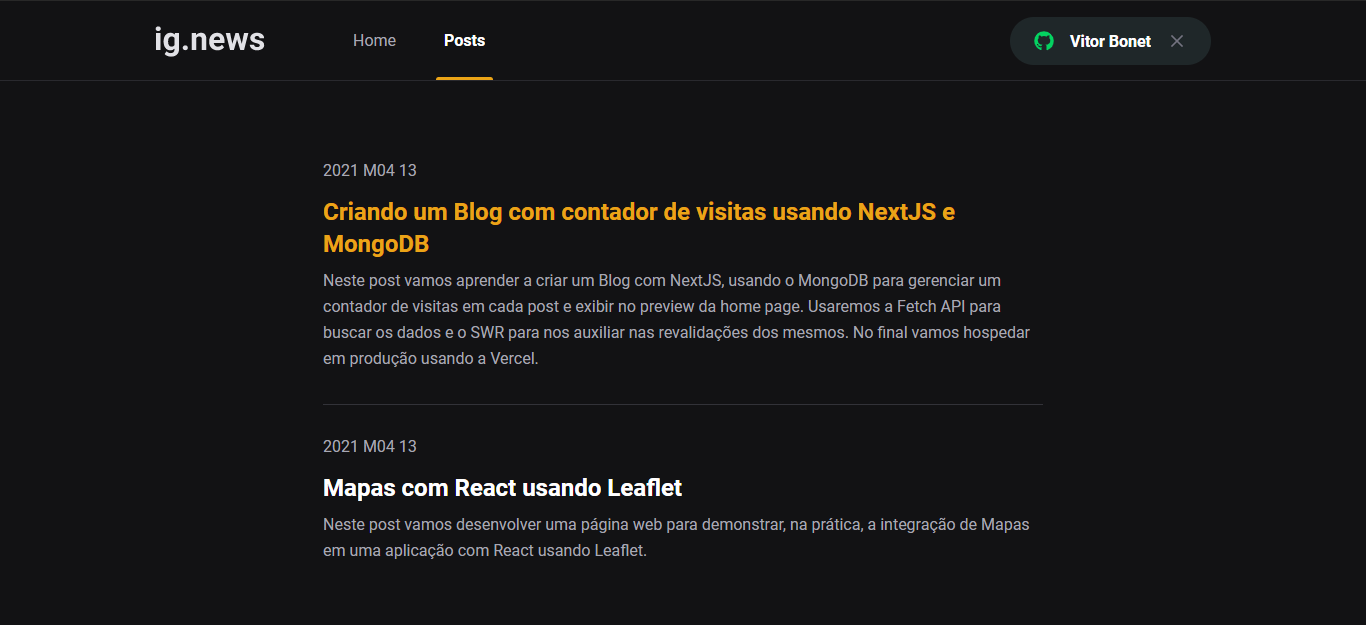 ig.news
Home
Posts
Vitor Bonet
2021 M04 13
Criando um Blog com contador de visitas usando NextJS e
MongoDB
Neste post vamos aprender a criar um Blog com NextJS, usando o MongoDB para gerenciar um
contador de visitas em cada post e exibir no preview da home page. Usaremos a Fetch API para
buscar os dados e o SWR para nos auxiliar nas revalidações dos mesmos. No final vamos hospedar
em produção usando a Vercel.
2021 M04 13
Mapas com React usando Leaflet
Neste post vamos desenvolver uma página web para demonstrar, na prática, a integração de Mapas
em uma aplicação com React usando Leaflet.